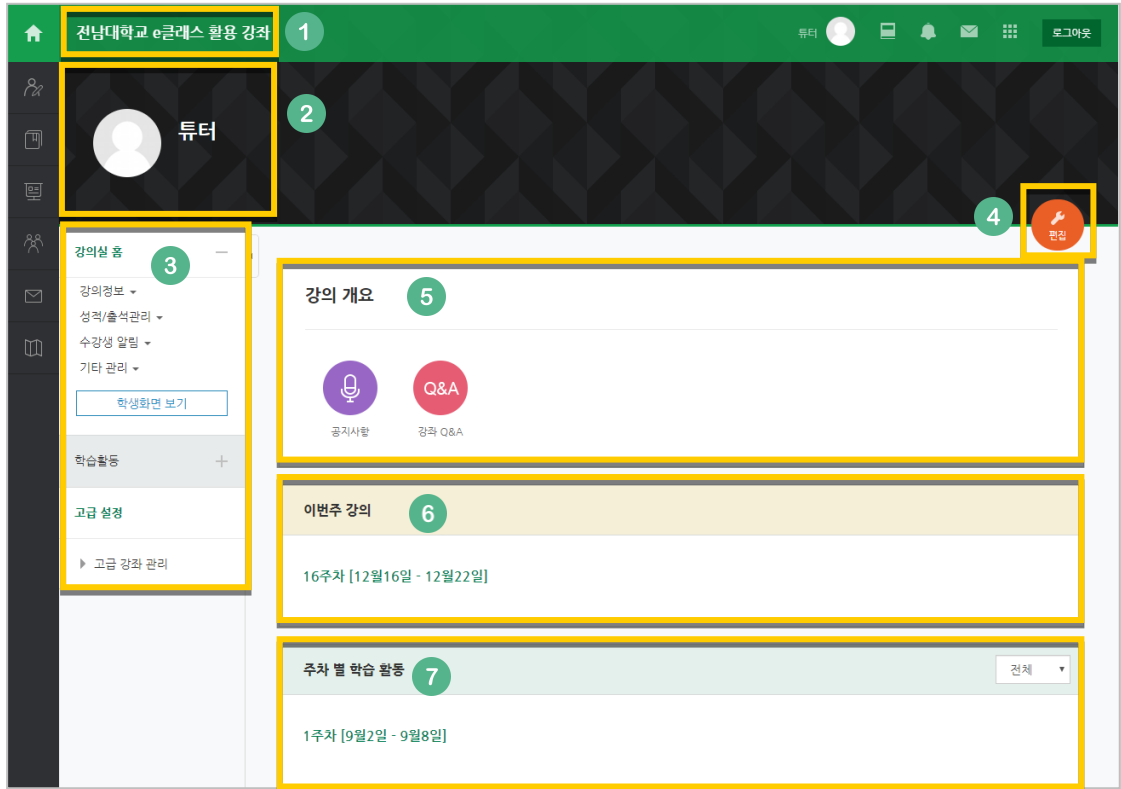 전남대학교 e클래스 활용 강좌
1
튜터
로그아웃
2
튜터
4
편집
강의실 홈
3
강의정보
성적/출석관리
수강생 알림
기타 관리
학생화면 보기
학습활동
고급 설정
고급 강좌 관리
강의 개요
5
Q&A
공지사항
강좌 Q&A
이번주 강의
6
16주차 [12월16일 - 12월22일]
주차 별 학습 활동
7
전체
1주차 [9월2일 - 9월8일]